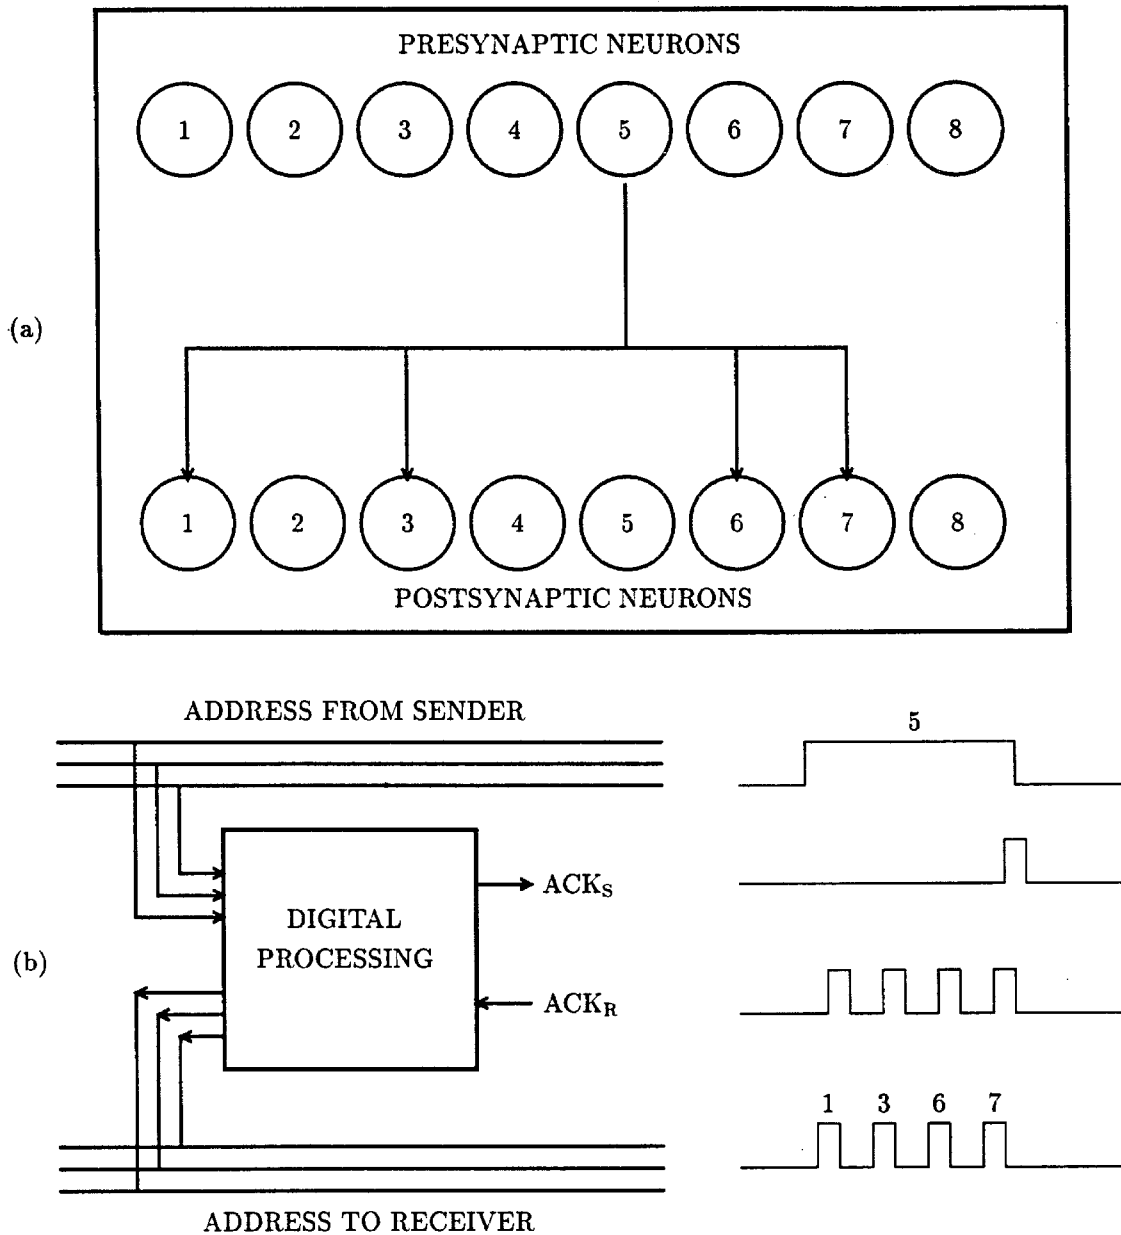 PRESYNAPTIC NEURONS
1 2 3 4 5 6 7 8
(a)
1 2 3 4 5 6 7 8
POSTSYNAPTIC NEURONS
ADDRESS FROM SENDER
5
ACKS
DIGITAL
PROCESSING
(b)
ACKR
1 3 6 7
ADDRESS TO RECEIVER